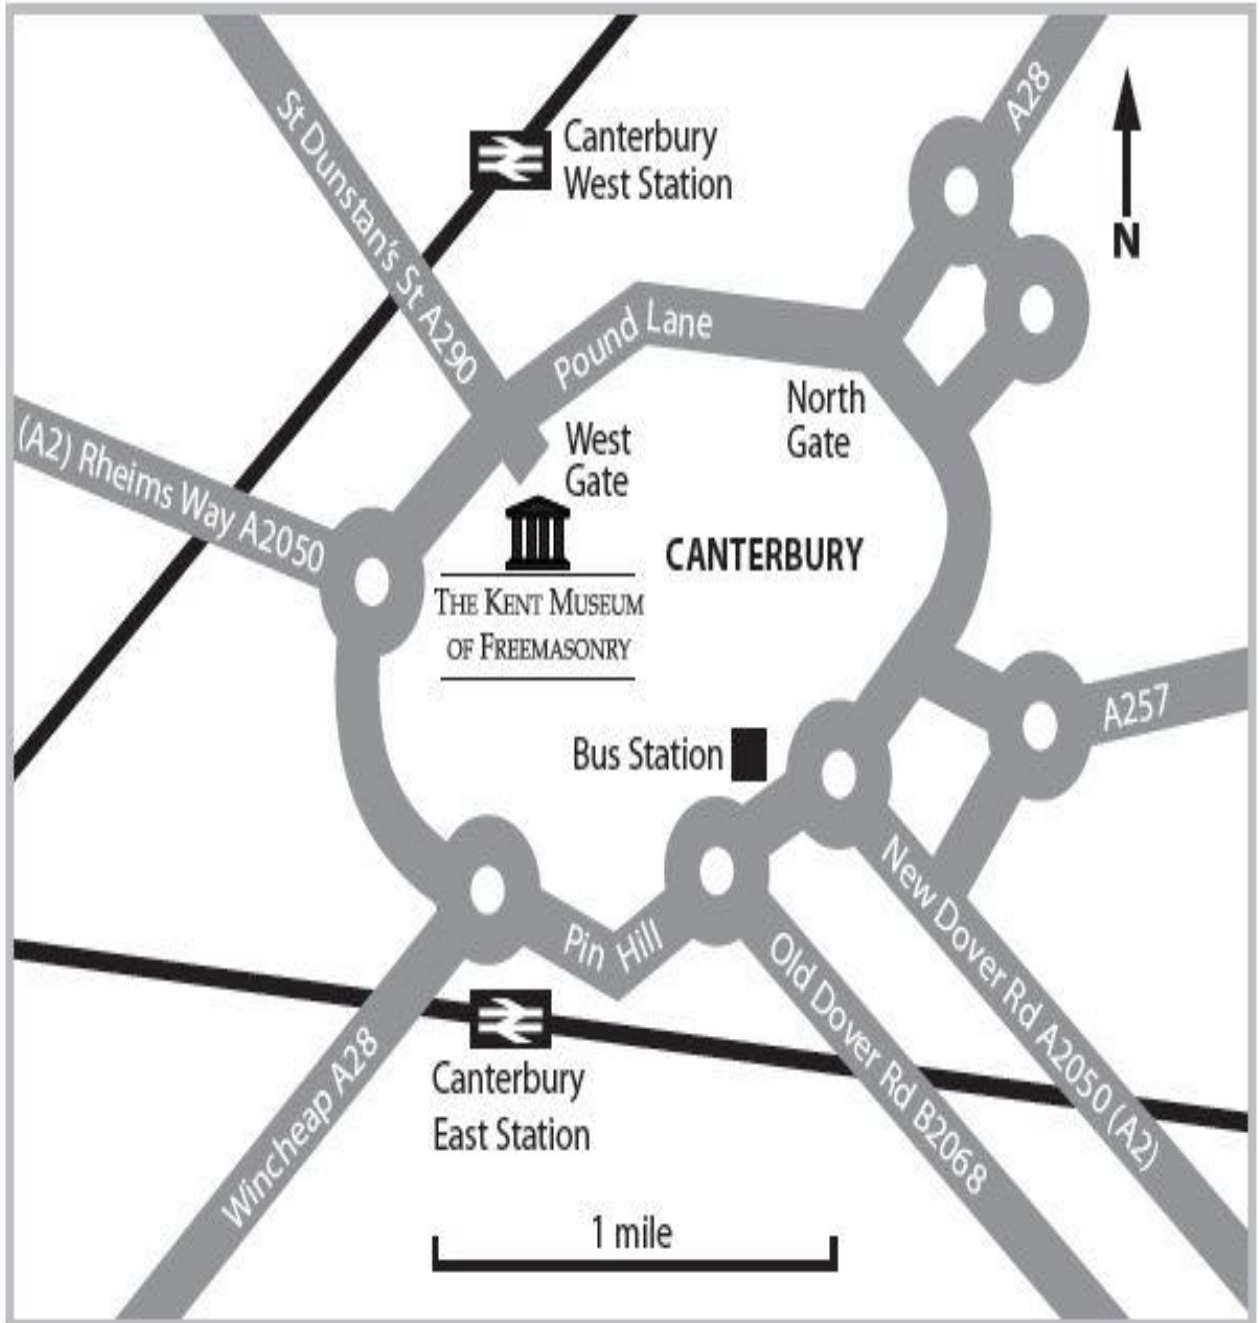 A28
St Dunstan's St A290
Canterbury
West Station
N
Pound Lane
North
Gate
West
Gate
(A2) Rheims Way A2050
CANTERBURY
THE KENT MUSEUM
OF FREEMASONRY
A257
Bus Station
New Dover Rd A2050 (A2)
Pin Hill
Old Dover Rd B2068
Wincheap A28
Canterbury
East Station
1 mile